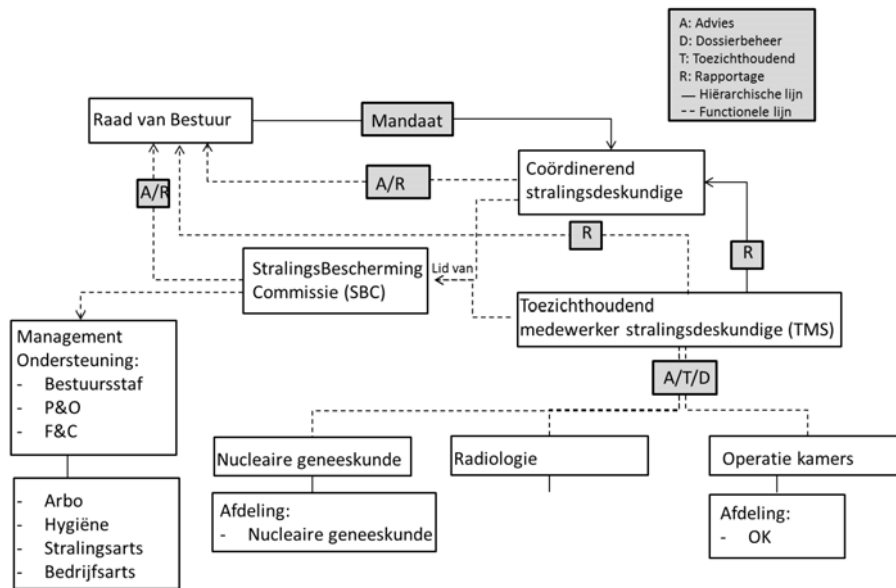 A: Advies
D: Dossierbeheer
T: Toezichthoudend
R: Rapportage
Hiërarchische lijn
Functionele lijn
Raad van Bestuur
Mandaat
Coördinerend
stralingsdeskundige
A/R
A/R
R
R
StralingsBescherming
Commissie (SBC)
Lid van
Toezichthoudend
medewerker stralingsdeskundige (TMS)
Management
Ondersteuning:
- Bestuursstaf
- P&O
- F&C
A/T/D
Nucleaire geneeskunde
Radiologie
Operatie kamers
- Arbo
- Hygiëne
- Stralingsarts
- Bedrijfsarts
Afdeling:
- Nucleaire geneeskunde
Afdeling:
- OK